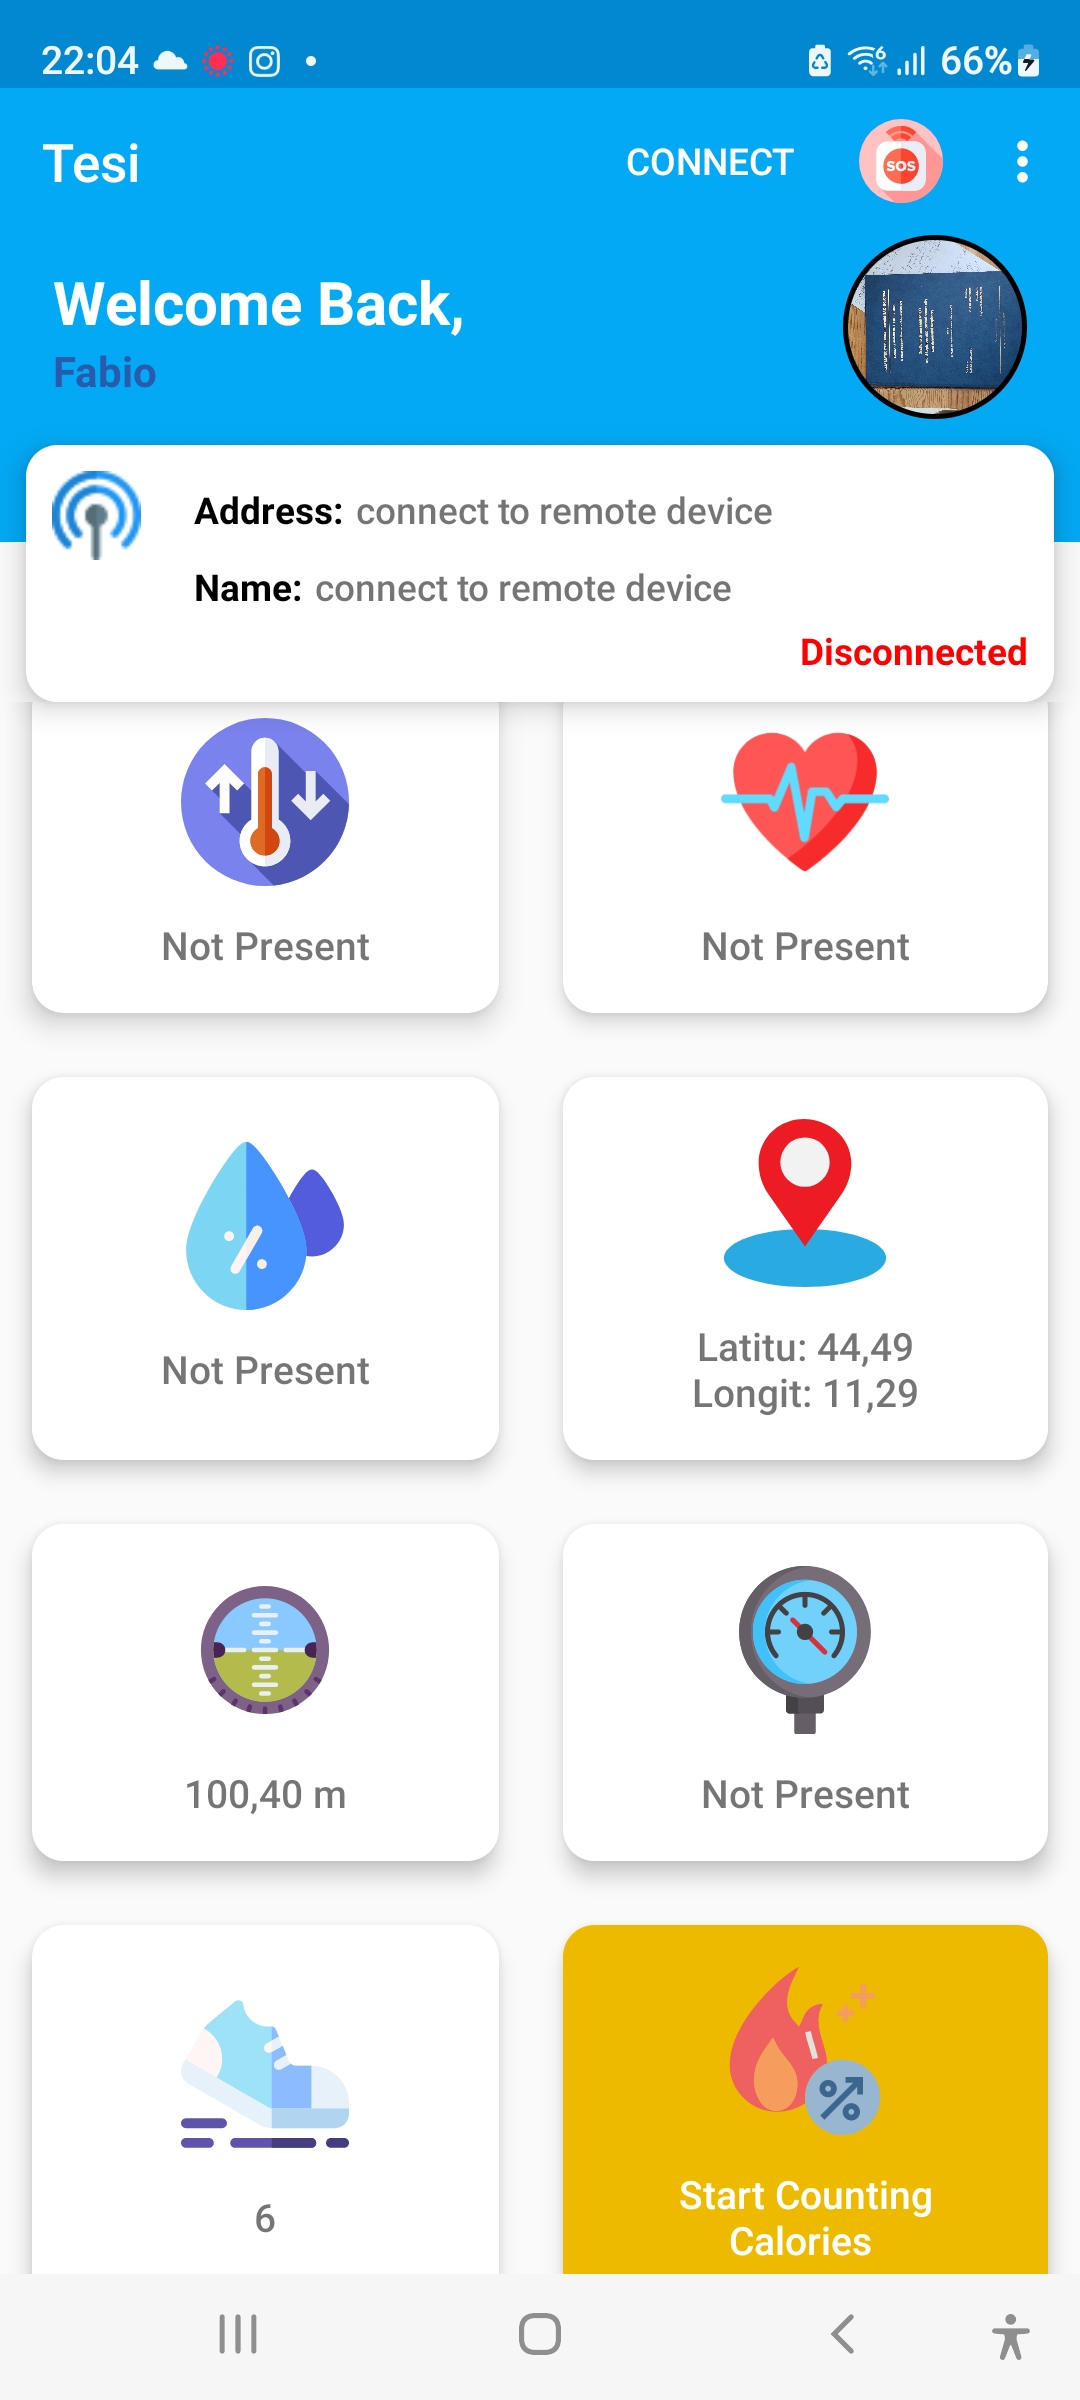 22:04
66%
Tesi
CONNECT
SOS
Welcome Back,
Fabio
Address: connect to remote device
Name: connect to remote device
Disconnected
Not Present
Not Present
Not Present
Latitu: 44,49
Longit: 11,29
100,40 m
Not Present
6
Start Counting
Calories